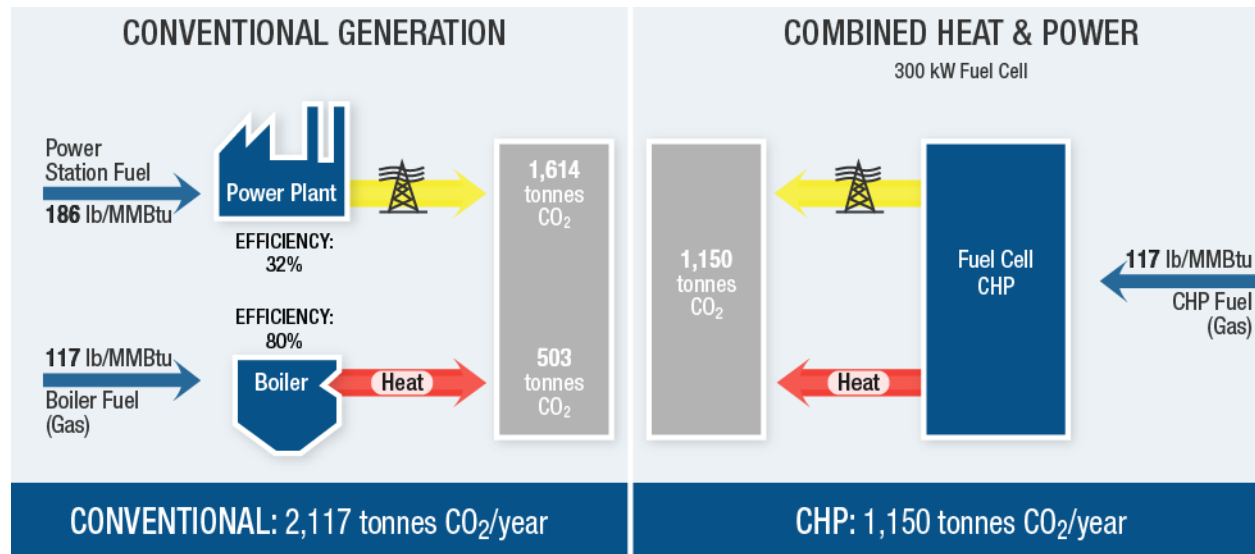 CONVENTIONAL GENERATION
Power
Station Fuel
186 lb/MMBtu
Power Plant
EFFICIENCY:
32%
1,614
tonnes
CO₂
EFFICIENCY:
80%
117 lb/MMBtu
Boiler Fuel
(Gas)
Boiler
Heat
503
tonnes
CO₂
CONVENTIONAL: 2,117 tonnes CO₂/year
COMBINED HEAT & POWER
300 kW Fuel Cell
1,150
tonnes
CO₂
Heat
Fuel Cell
CHP
117 lb/MMBtu
CHP Fuel
(Gas)
CHP: 1,150 tonnes CO₂/year